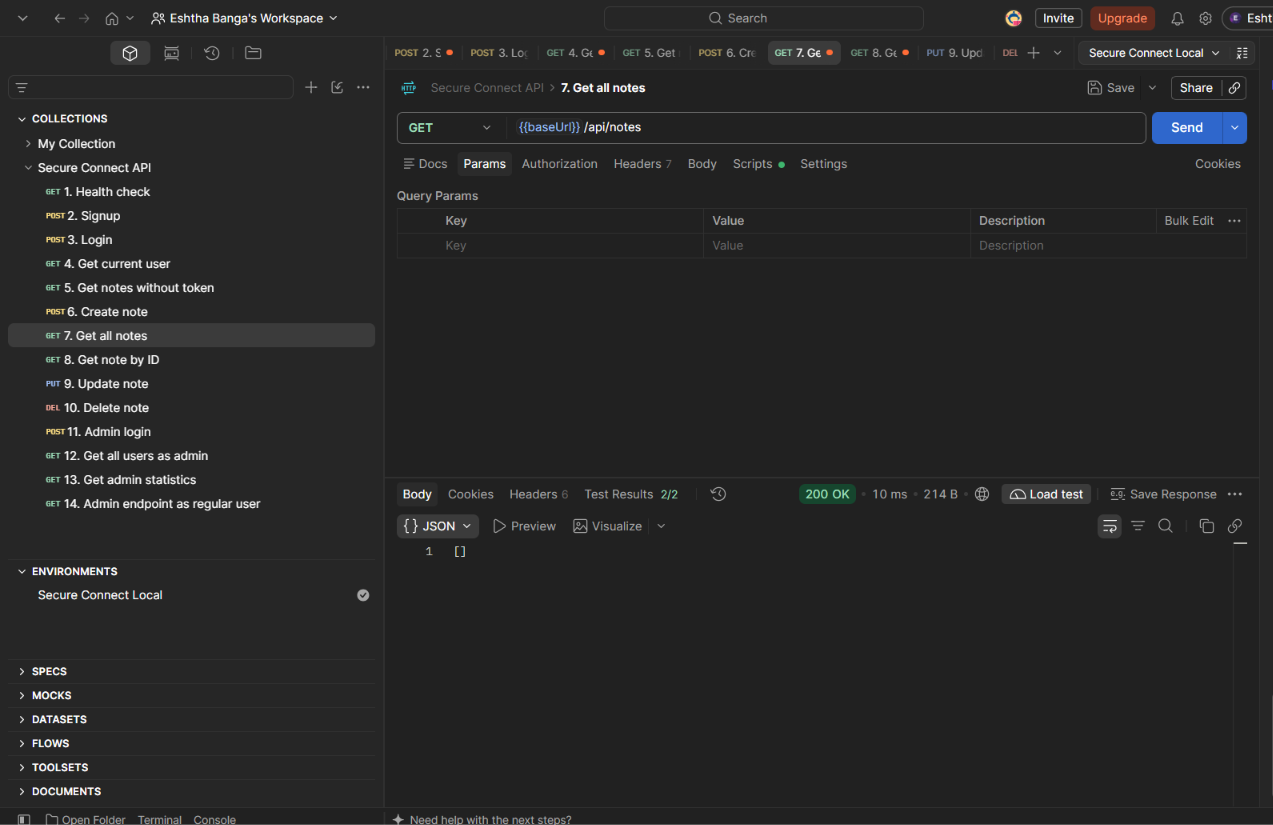 Eshtha Banga's Workspace
Search
Invite
Upgrade
E Esht
POST 2. S
POST 3. Log
GET 4. Ge
GET 5. Get
POST 6. Cre
GET 7. Ge
GET 8. Ge
PUT 9. Upd
DEL
Secure Connect Local
COLLECTIONS
My Collection
Secure Connect API
GET 1. Health check
POST 2. Signup
POST 3. Login
GET 4. Get current user
GET 5. Get notes without token
POST 6. Create note
GET 7. Get all notes
GET 8. Get note by ID
PUT 9. Update note
DEL 10. Delete note
POST 11. Admin login
GET 12. Get all users as admin
GET 13. Get admin statistics
GET 14. Admin endpoint as regular user
ENVIRONMENTS
Secure Connect Local
SPECS
MOCKS
DATASETS
FLOWS
TOOLSETS
DOCUMENTS
HTTP Secure Connect API > 7. Get all notes
Save
Share
GET {{baseUrl}} /api/notes
Send
Docs Params Authorization Headers 7 Body Scripts Settings
Cookies
Query Params
Key Value Description Bulk Edit
Key Value Description
Body Cookies Headers 6 Test Results 2/2
200 OK 10 ms 214 B Load test e.g. Save Response
{} JSON Preview Visualize
1 []
Open Folder Terminal Console
Need help with the next steps?